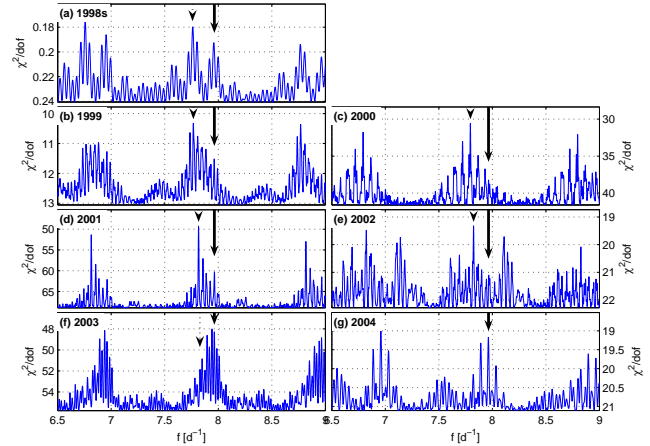 (a) 1998s
0.18
0.2
0.22
0.24
χ²/dof
(b) 1999
10
11
12
13
χ²/dof
(c) 2000
30
35
40
χ²/dof
(d) 2001
50
55
60
65
χ²/dof
(e) 2002
19
20
21
22
χ²/dof
(f) 2003
48
50
52
54
χ²/dof
6.5
7
7.5
8
8.5
9
f [d⁻¹]
(g) 2004
19
19.5
20
20.5
21
χ²/dof
6.5
7
7.5
8
8.5
9
f [d⁻¹]